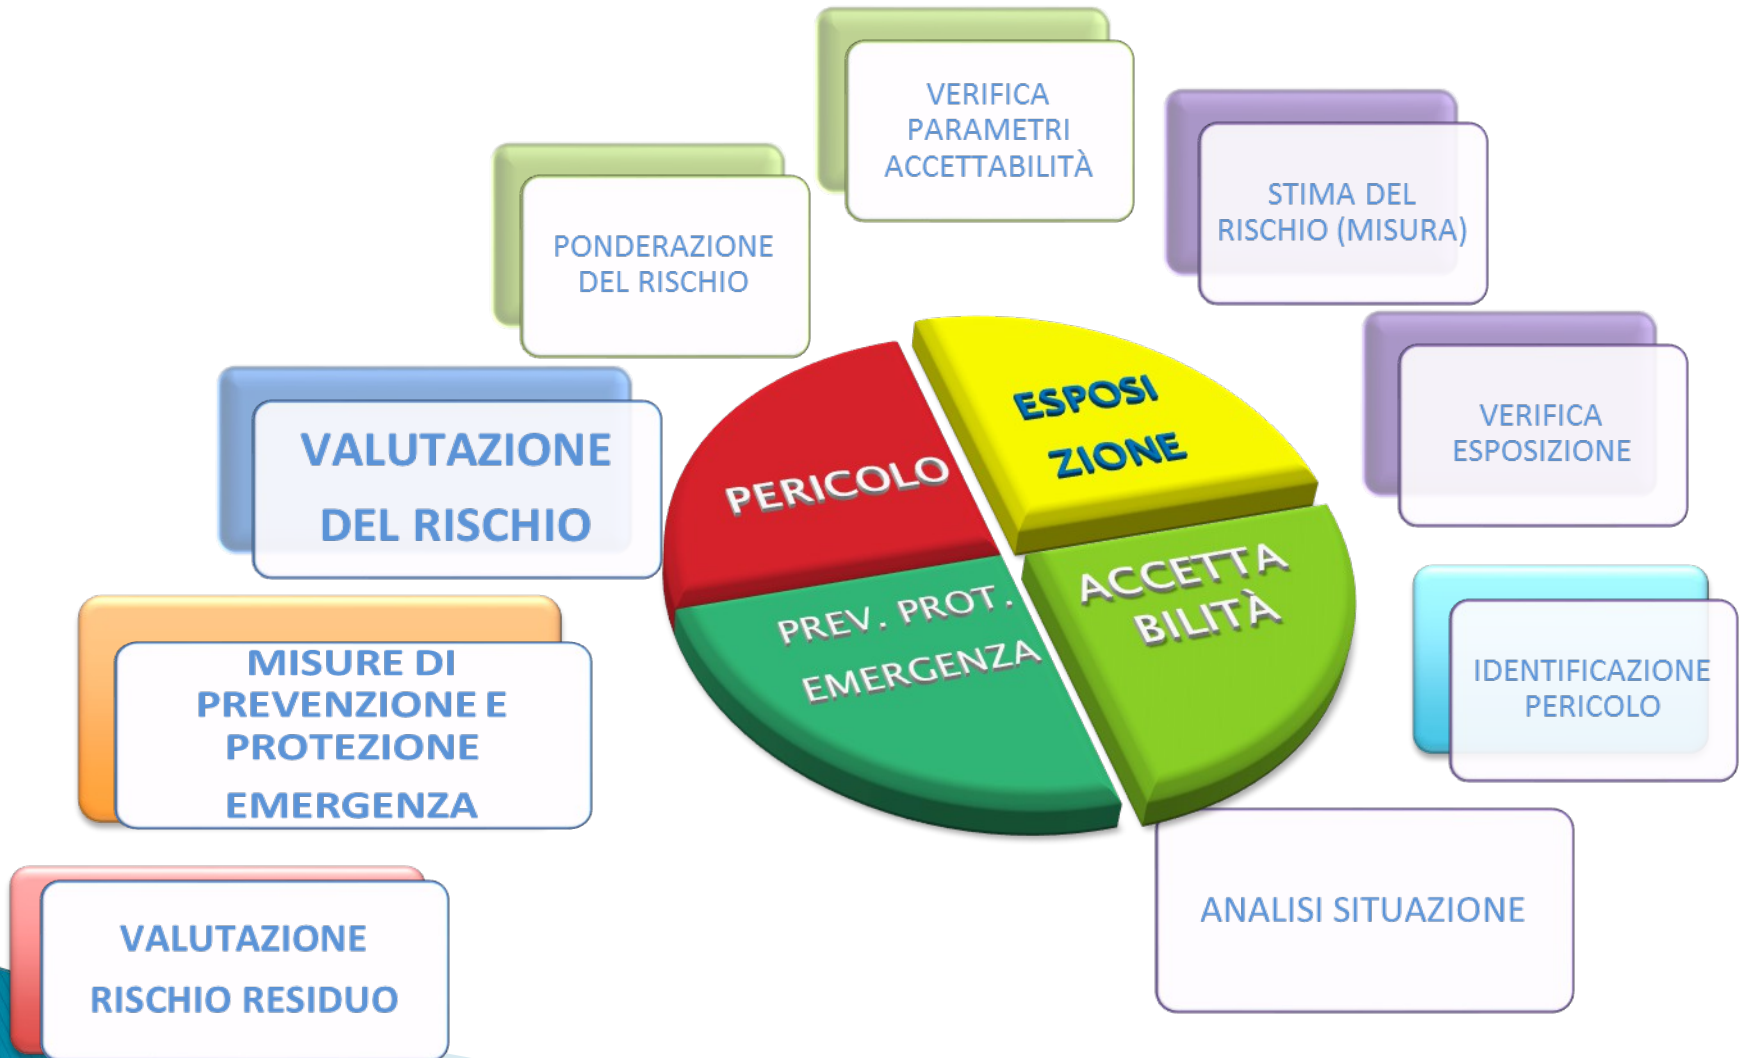 VERIFICA
PARAMETRI
ACCETTABILITÀ
STIMA DEL
RISCHIO (MISURA)
PONDERAZIONE
DEL RISCHIO
VERIFICA
ESPOSIZIONE
VALUTAZIONE
DEL RISCHIO
ESPOSI
ZIONE
PERICOLO
ACCETTA
BILITÀ
PREV. PROT.
EMERGENZA
IDENTIFICAZIONE
PERICOLO
MISURE DI
PREVENZIONE E
PROTEZIONE
EMERGENZA
ANALISI SITUAZIONE
VALUTAZIONE
RISCHIO RESIDUO